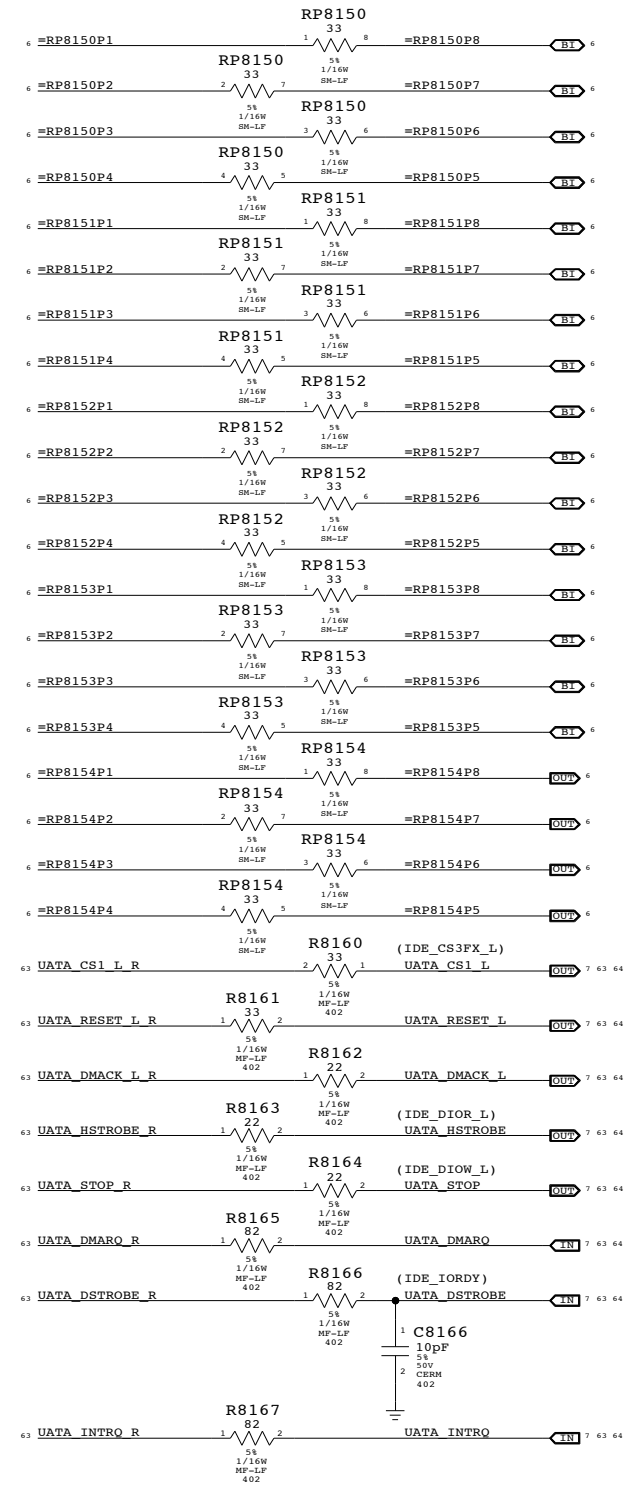 RP8150
33
6 =RP8150P1 1 8 =RP8150P8 BI 6
5%
1/16W
SM-LF
RP8150
33
6 =RP8150P2 2 7 =RP8150P7 BI 6
5%
1/16W
SM-LF
RP8150
33
6 =RP8150P3 3 6 =RP8150P6 BI 6
5%
1/16W
SM-LF
RP8150
33
6 =RP8150P4 4 5 =RP8150P5 BI 6
5%
1/16W
SM-LF
RP8151
33
6 =RP8151P1 1 8 =RP8151P8 BI 6
5%
1/16W
SM-LF
RP8151
33
6 =RP8151P2 2 7 =RP8151P7 BI 6
5%
1/16W
SM-LF
RP8151
33
6 =RP8151P3 3 6 =RP8151P6 BI 6
5%
1/16W
SM-LF
RP8151
33
6 =RP8151P4 4 5 =RP8151P5 BI 6
5%
1/16W
SM-LF
RP8152
33
6 =RP8152P1 1 8 =RP8152P8 BI 6
5%
1/16W
SM-LF
RP8152
33
6 =RP8152P2 2 7 =RP8152P7 BI 6
5%
1/16W
SM-LF
RP8152
33
6 =RP8152P3 3 6 =RP8152P6 BI 6
5%
1/16W
SM-LF
RP8152
33
6 =RP8152P4 4 5 =RP8152P5 BI 6
5%
1/16W
SM-LF
RP8153
33
6 =RP8153P1 1 8 =RP8153P8 BI 6
5%
1/16W
SM-LF
RP8153
33
6 =RP8153P2 2 7 =RP8153P7 BI 6
5%
1/16W
SM-LF
RP8153
33
6 =RP8153P3 3 6 =RP8153P6 BI 6
5%
1/16W
SM-LF
RP8153
33
6 =RP8153P4 4 5 =RP8153P5 BI 6
5%
1/16W
SM-LF
RP8154
33
6 =RP8154P1 1 8 =RP8154P8 OUT 6
5%
1/16W
SM-LF
RP8154
33
6 =RP8154P2 2 7 =RP8154P7 OUT 6
5%
1/16W
SM-LF
RP8154
33
6 =RP8154P3 3 6 =RP8154P6 OUT 6
5%
1/16W
SM-LF
RP8154
33
6 =RP8154P4 4 5 =RP8154P5 OUT 6
5%
1/16W
SM-LF
R8160 (IDE_CS3FX_L)
33
63 UATA_CS1_L_R 2 1 UATA_CS1_L OUT 7 63 64
5%
1/16W
MF-LF
402
R8161
33
63 UATA_RESET_L_R 1 2 UATA_RESET_L OUT 7 63 64
5%
1/16W
MF-LF
402
R8162
22
63 UATA_DMACK_L_R 1 2 UATA_DMACK_L OUT 7 63 64
5%
1/16W
MF-LF
402
R8163 (IDE_DIOR_L)
22
63 UATA_HSTROBE_R 1 2 UATA_HSTROBE OUT 7 63 64
5%
1/16W
MF-LF
402
R8164 (IDE_DIOW_L)
22
63 UATA_STOP_R 1 2 UATA_STOP OUT 7 63 64
5%
1/16W
MF-LF
402
R8165
82
63 UATA_DMARQ_R 1 2 UATA_DMARQ IN 7 63 64
5%
1/16W
MF-LF
402
R8166 (IDE_IORDY)
82
63 UATA_DSTROBE_R 1 2 UATA_DSTROBE IN 7 63 64
5%
1/16W
MF-LF
402
1 C8166
10pF
5%
50V
2 CERM
402
R8167
82
63 UATA_INTRQ_R 1 2 UATA_INTRQ IN 7 63 64
5%
1/16W
MF-LF
402